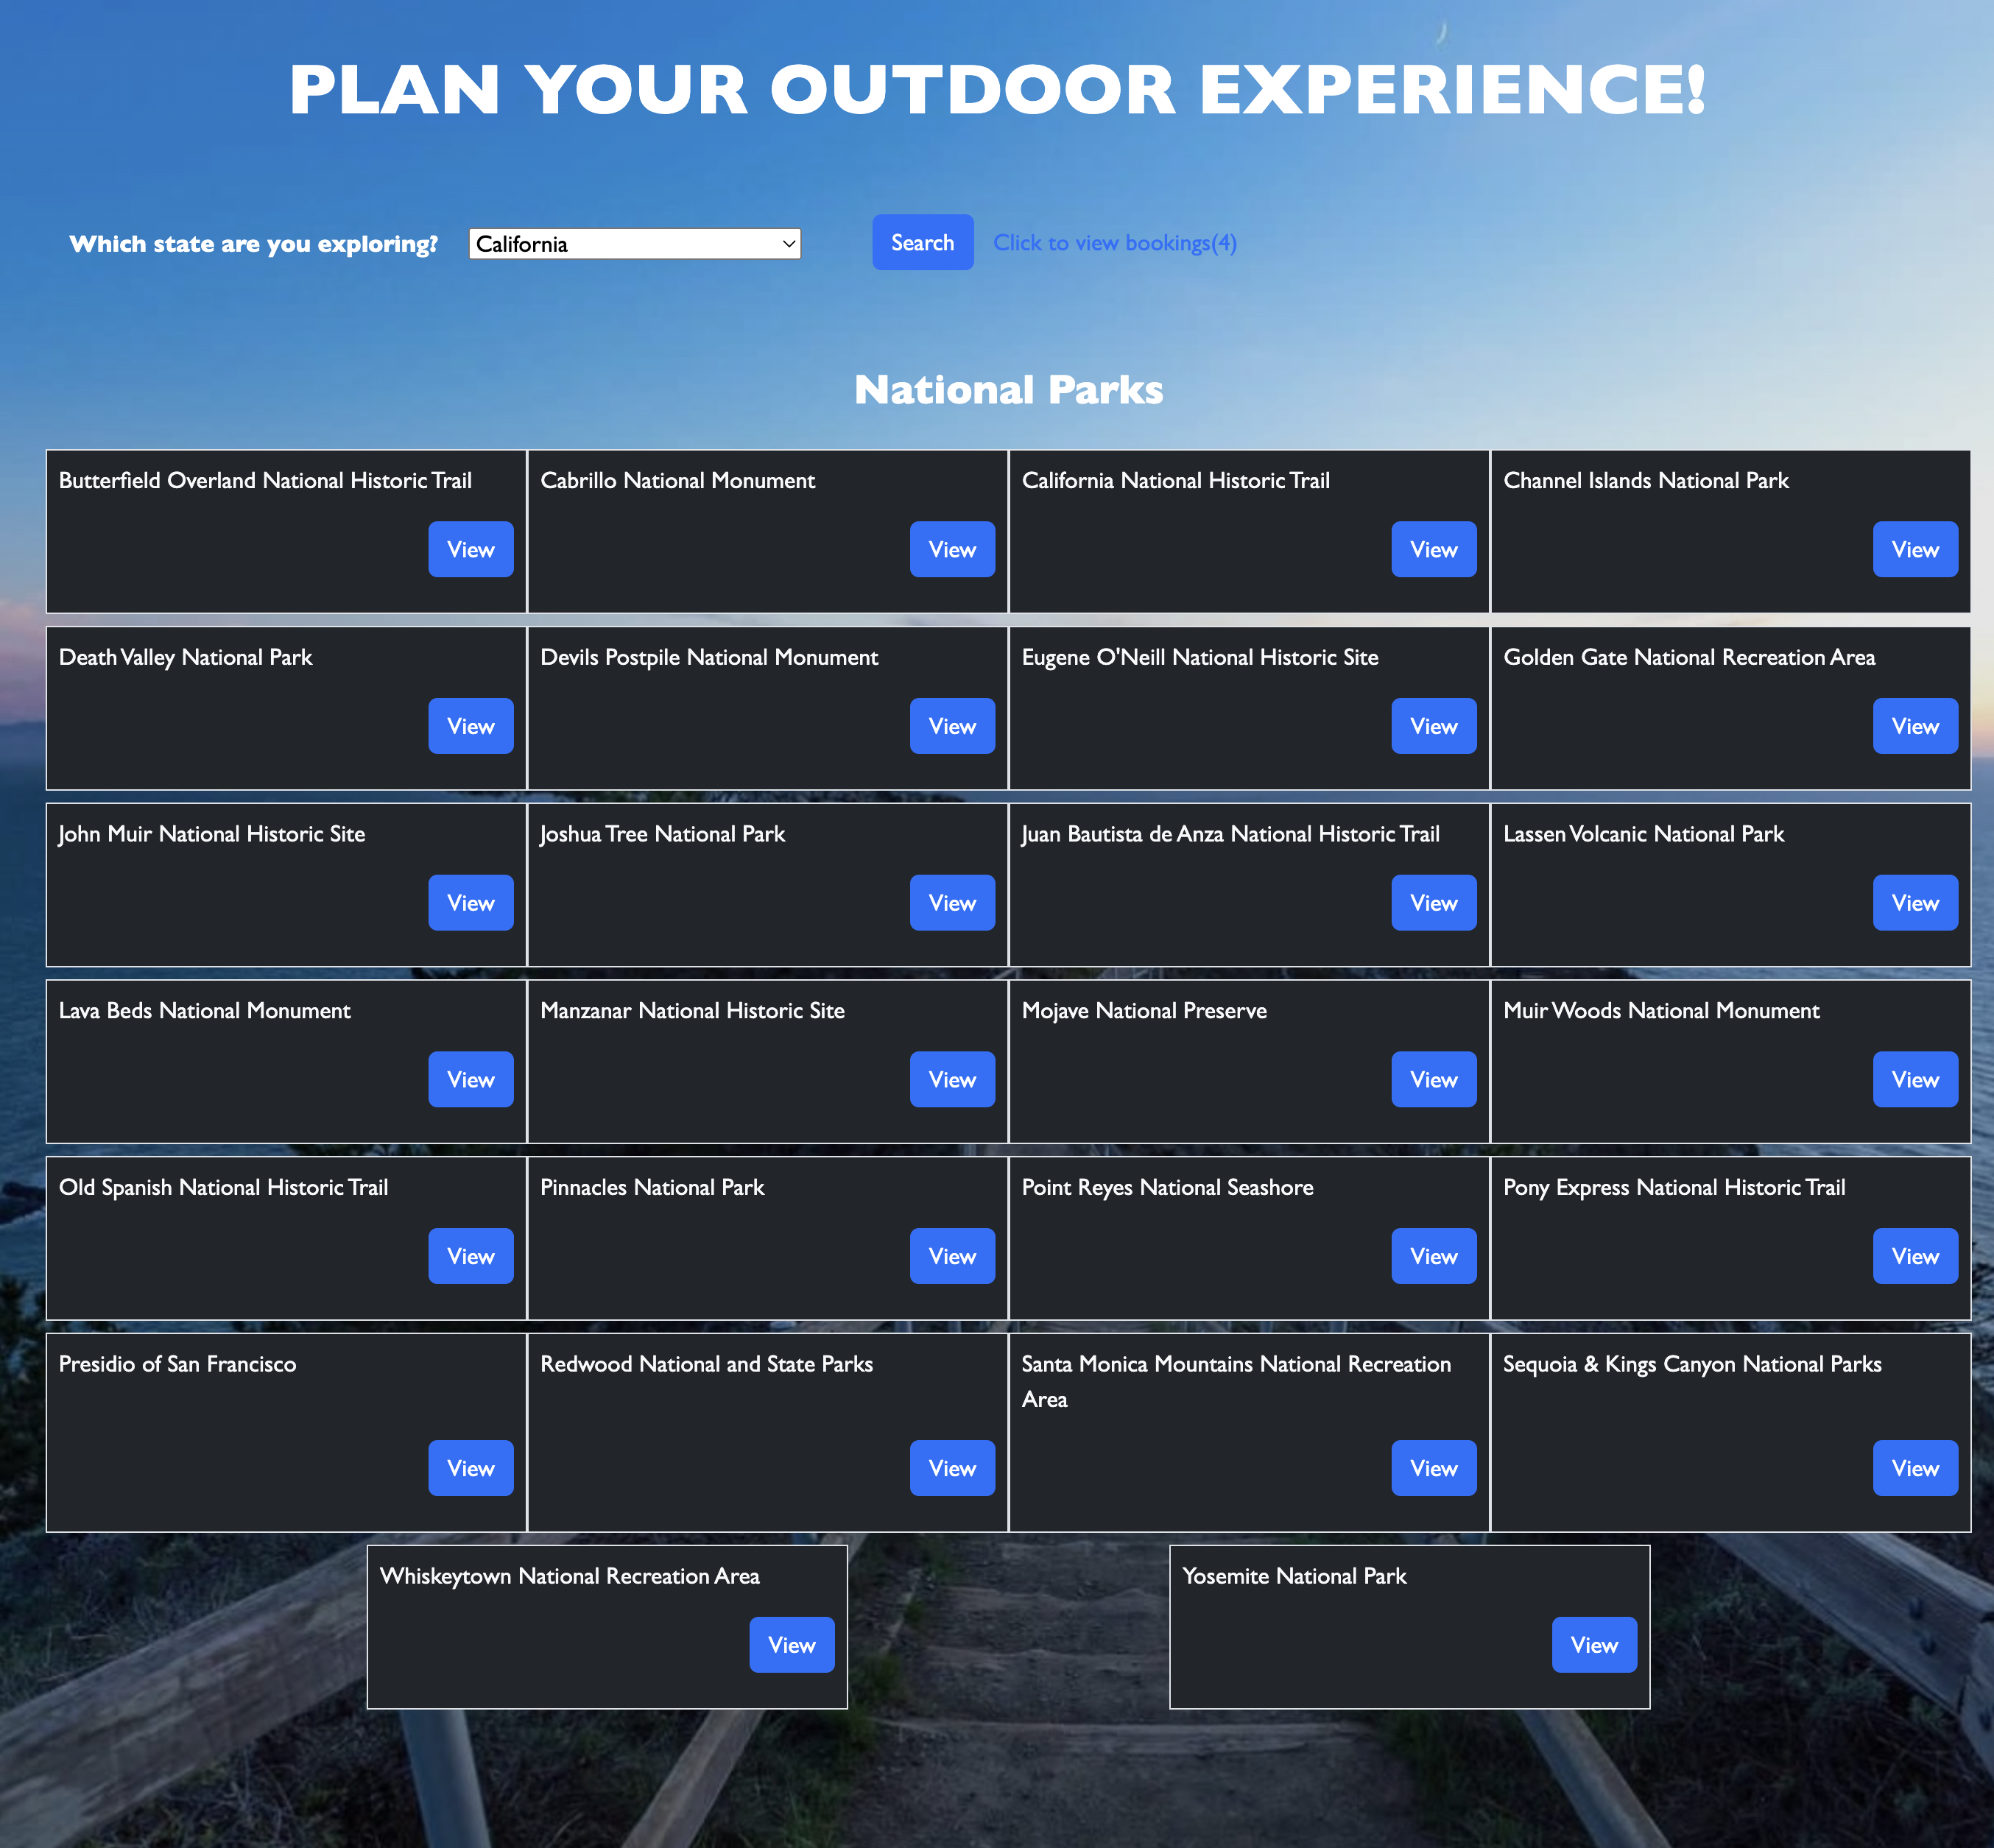 PLAN YOUR OUTDOOR EXPERIENCE!
Which state are you exploring?
California
Search
Click to view bookings(4)
National Parks
Butterfield Overland National Historic Trail
View
Cabrillo National Monument
View
California National Historic Trail
View
Channel Islands National Park
View
Death Valley National Park
View
Devils Postpile National Monument
View
Eugene O'Neill National Historic Site
View
Golden Gate National Recreation Area
View
John Muir National Historic Site
View
Joshua Tree National Park
View
Juan Bautista de Anza National Historic Trail
View
Lassen Volcanic National Park
View
Lava Beds National Monument
View
Manzanar National Historic Site
View
Mojave National Preserve
View
Muir Woods National Monument
View
Old Spanish National Historic Trail
View
Pinnacles National Park
View
Point Reyes National Seashore
View
Pony Express National Historic Trail
View
Presidio of San Francisco
View
Redwood National and State Parks
View
Santa Monica Mountains National Recreation
Area
View
Sequoia & Kings Canyon National Parks
View
Whiskeytown National Recreation Area
View
Yosemite National Park
View